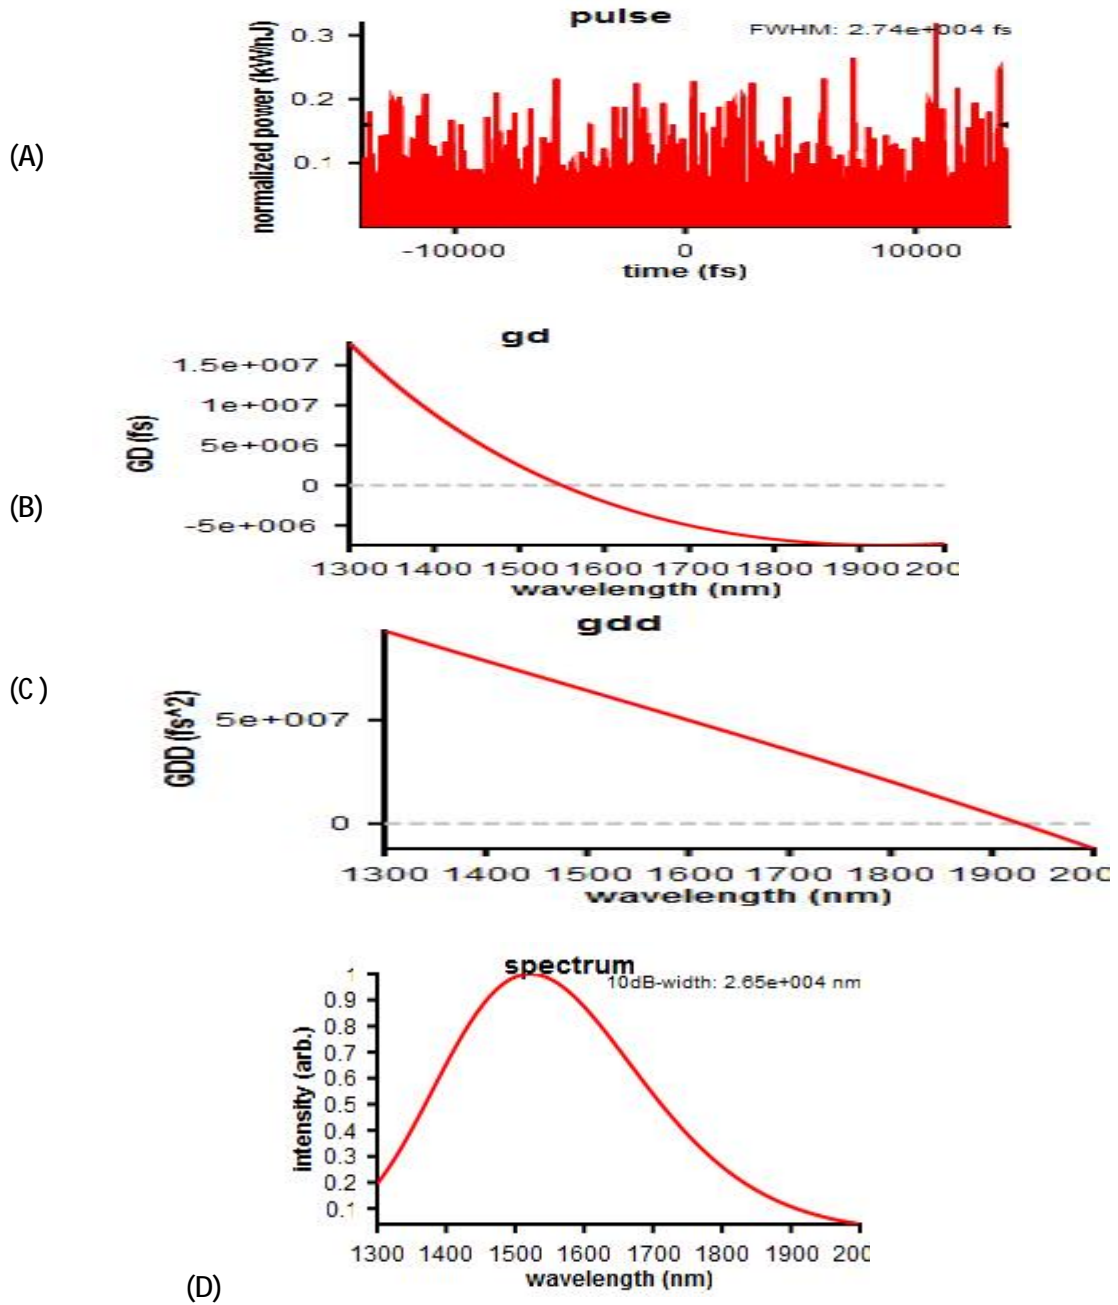 pulse
FWHM: 2.74e+004 fs
normalized power (kW/nJ)
0.3
0.2
0.1
(A)
-10000 0 10000
time (fs)
gd
1.5e+007
1e+007
5e+006
0
-5e+006
GD (fs)
(B)
1300 1400 1500 1600 1700 1800 1900 200
wavelength (nm)
gdd
(C )
GDD (fs^2)
5e+007
0
1300 1400 1500 1600 1700 1800 1900 200
wavelength (nm)
spectrum
10dB-width: 2.65e+004 nm
1
0.9
0.8
0.7
0.6
0.5
0.4
0.3
0.2
0.1
intensity (arb.)
1300 1400 1500 1600 1700 1800 1900 200
wavelength (nm)
(D)